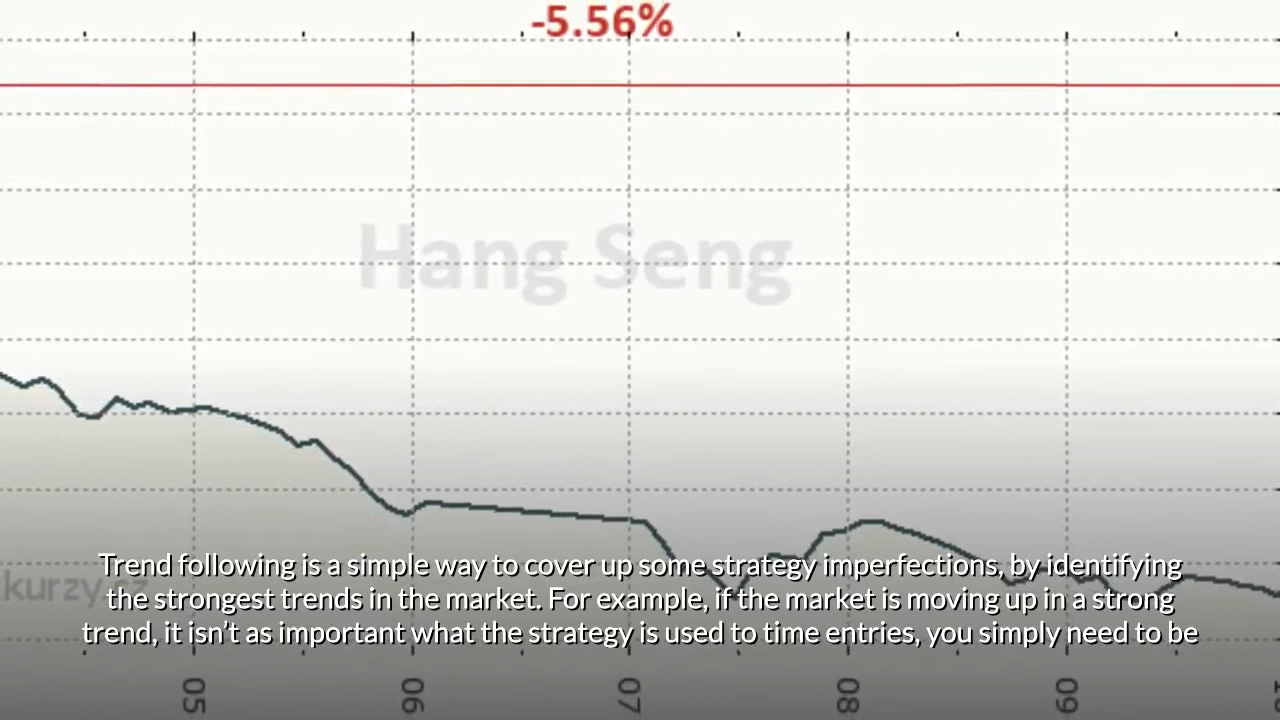 -5.56%
Hang Seng
kurzy.cz
Trend following is a simple way to cover up some strategy imperfections, by identifying
the strongest trends in the market. For example, if the market is moving up in a strong
trend, it isn't as important what the strategy is used to time entries, you simply need to be
05 06 07 08 09